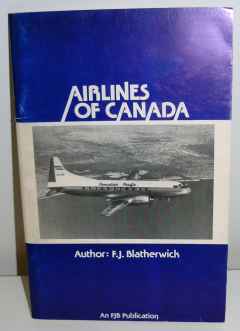 AIRLINES
OF CANADA
Canadian Pacific
Author: F.J. Blatherwick
An FJB Publication